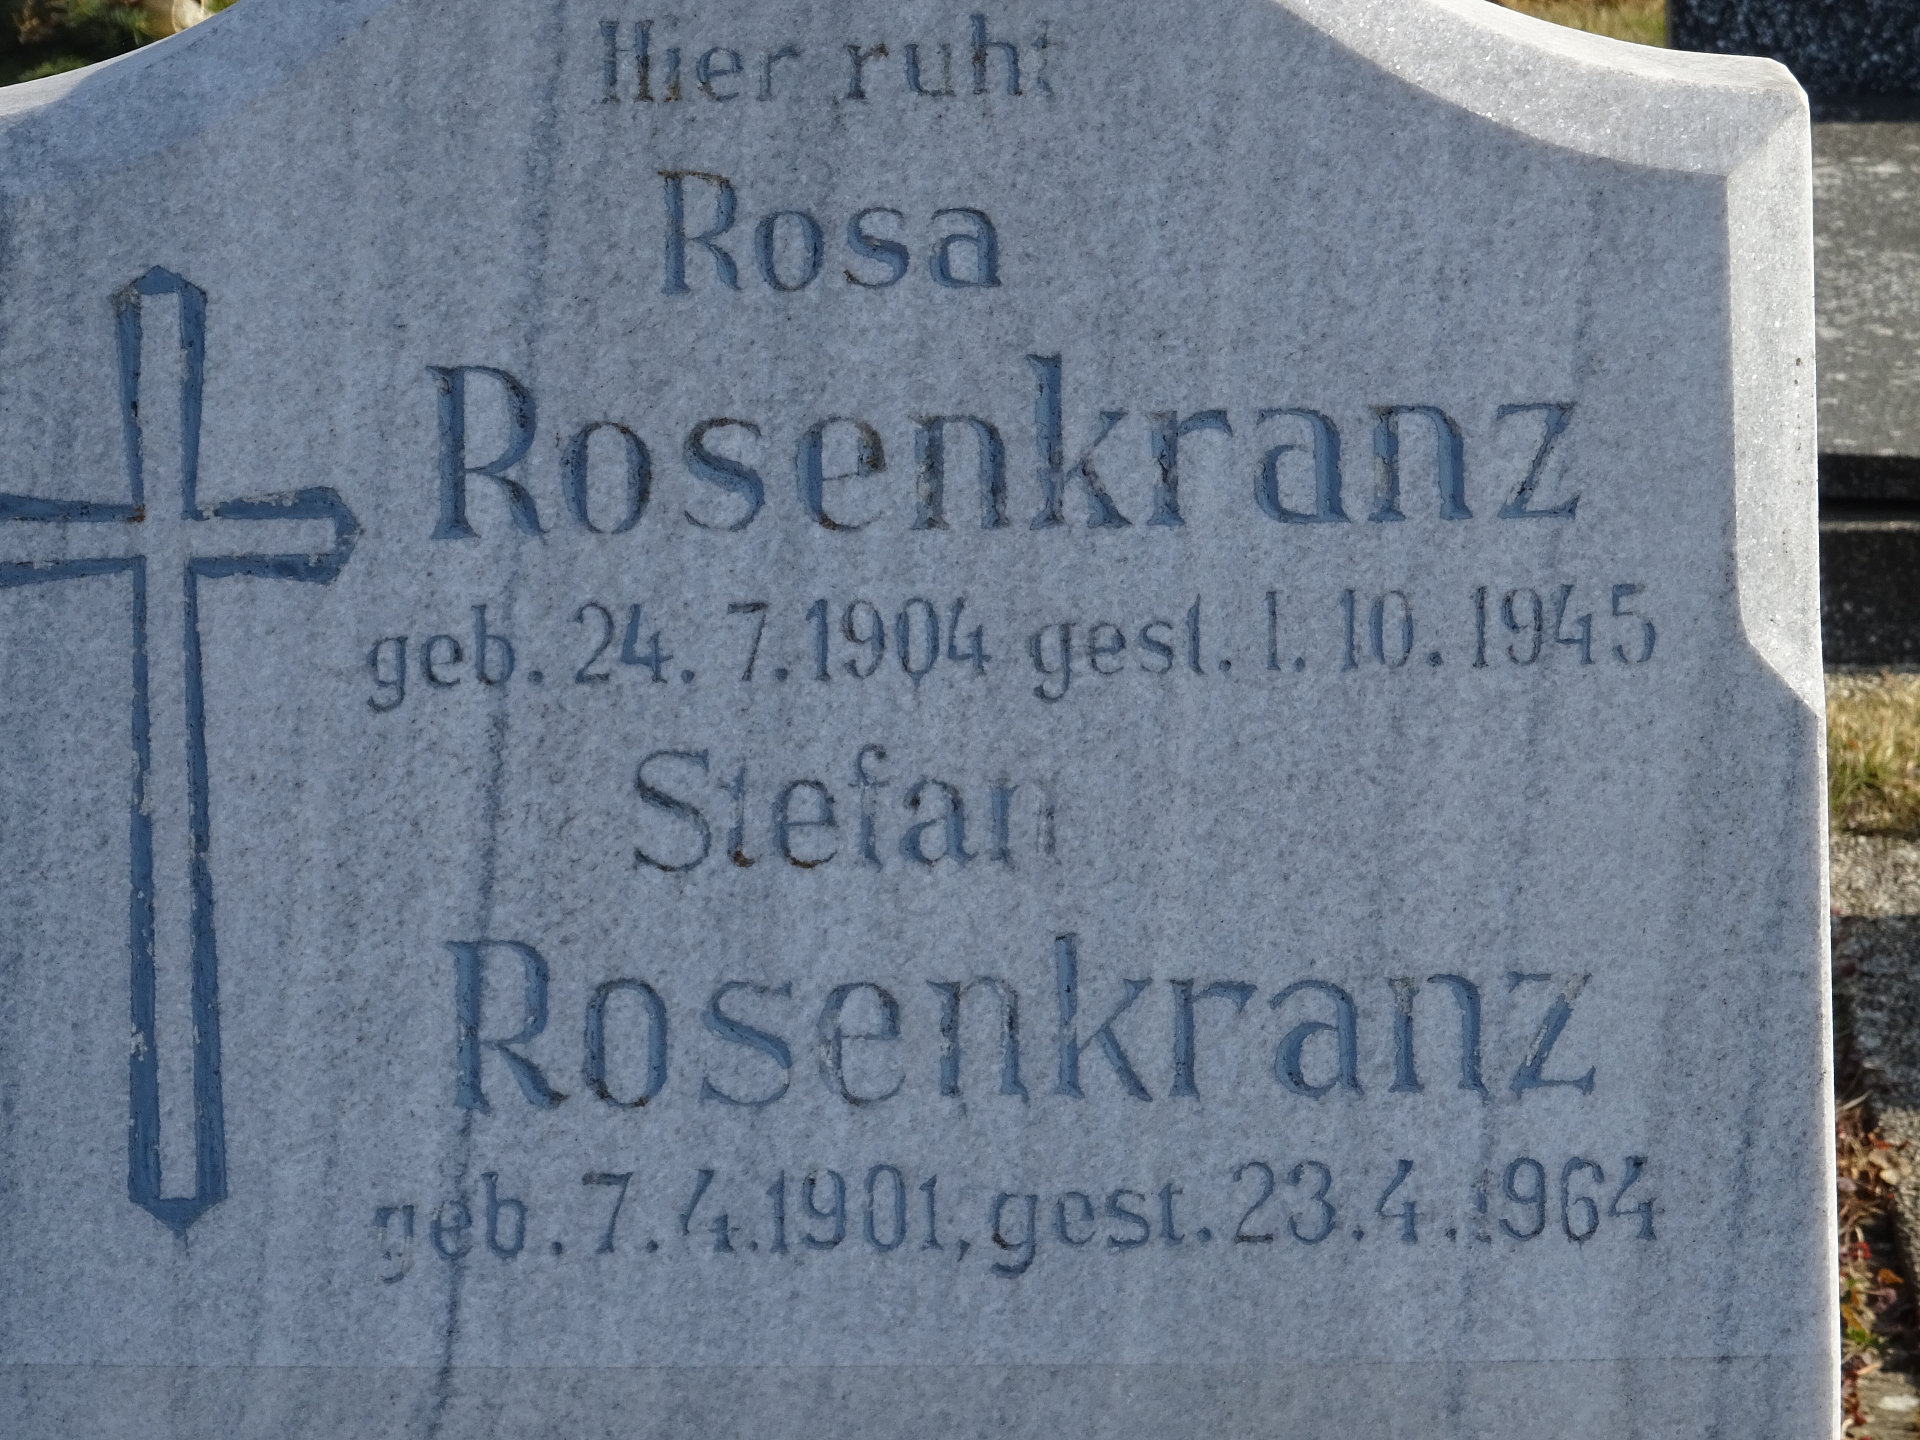 Hier ruht
Rosa
Rosenkranz
geb. 24. 7. 1904 gest. 1. 10. 1945
Stefan
Rosenkranz
geb. 7. 4. 1901, gest. 23. 4. 1964